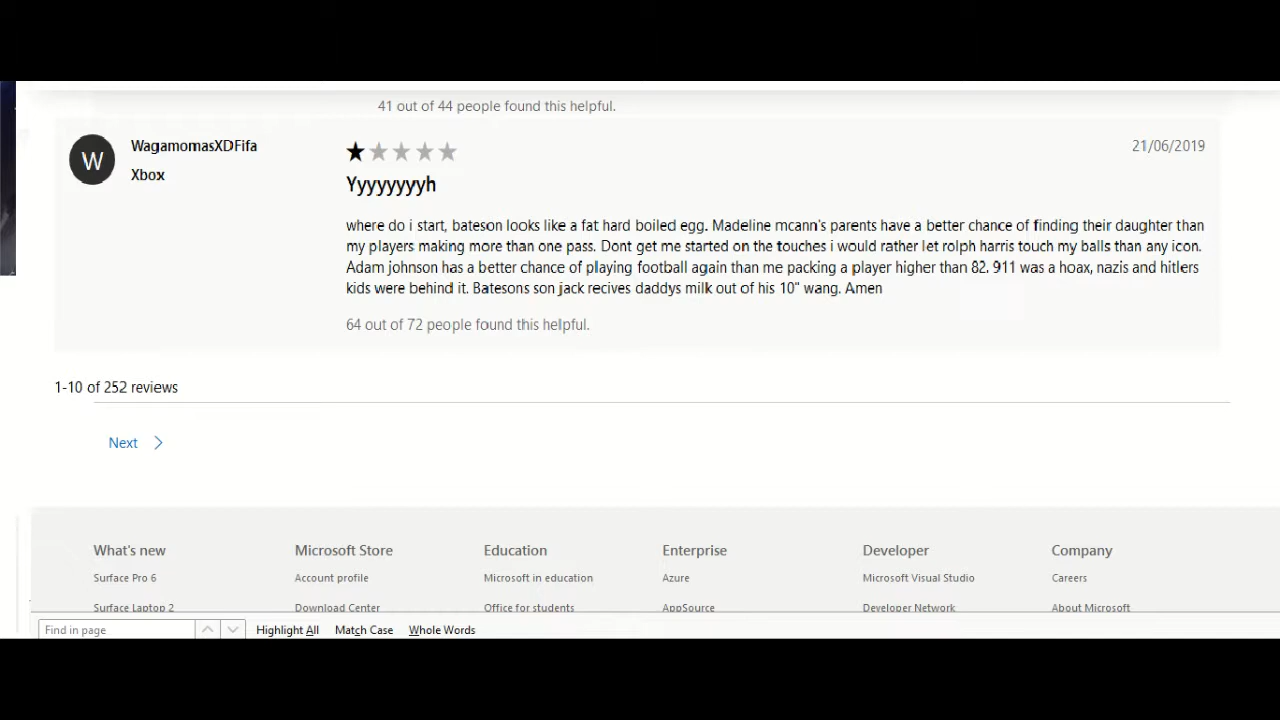 41 out of 44 people found this helpful.
W
WagamomasXDFifa
Xbox
21/06/2019
Yyyyyyyyh
where do i start, bateson looks like a fat hard boiled egg. Madeline mcann's parents have a better chance of finding their daughter than
my players making more than one pass. Dont get me started on the touches i would rather let rolph harris touch my balls than any icon.
Adam johnson has a better chance of playing football again than me packing a player higher than 82. 911 was a hoax, nazis and hitlers
kids were behind it. Batesons son jack recives daddys milk out of his 10" wang. Amen
64 out of 72 people found this helpful.
1-10 of 252 reviews
Next
What's new
Microsoft Store
Education
Enterprise
Developer
Company
Surface Pro 6
Account profile
Microsoft in education
Azure
Microsoft Visual Studio
Careers
Surface Laptop 2
Download Center
Office for students
AppSource
Developer Network
About Microsoft
Find in page
Highlight All
Match Case
Whole Words